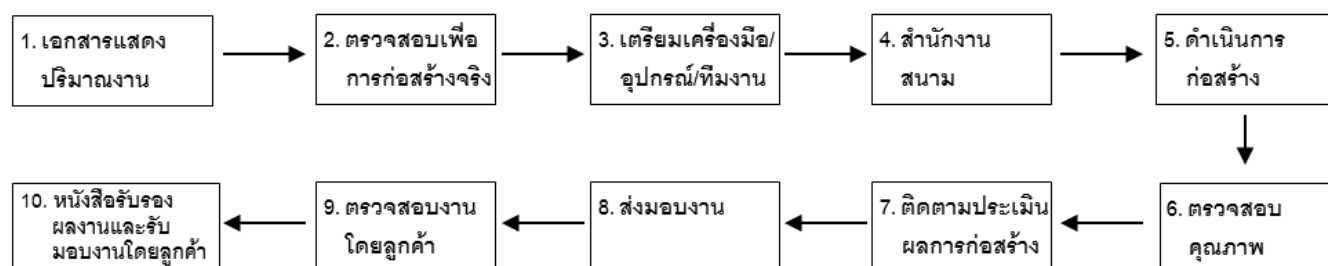 1. เอกสารแสดง
ปริมาณงาน
2. ตรวจสอบเพื่อ
การก่อสร้างจริง
3. เตรียมเครื่องมือ/
อุปกรณ์/ทีมงาน
4. สำนักงาน
สนาม
5. ดำเนินการ
ก่อสร้าง
6. ตรวจสอบ
คุณภาพ
7. ติดตามประเมิน
ผลการก่อสร้าง
8. ส่งมอบงาน
9. ตรวจสอบงาน
โดยลูกค้า
10. หนังสือรับรอง
ผลงานและรับ
มอบงานโดยลูกค้า